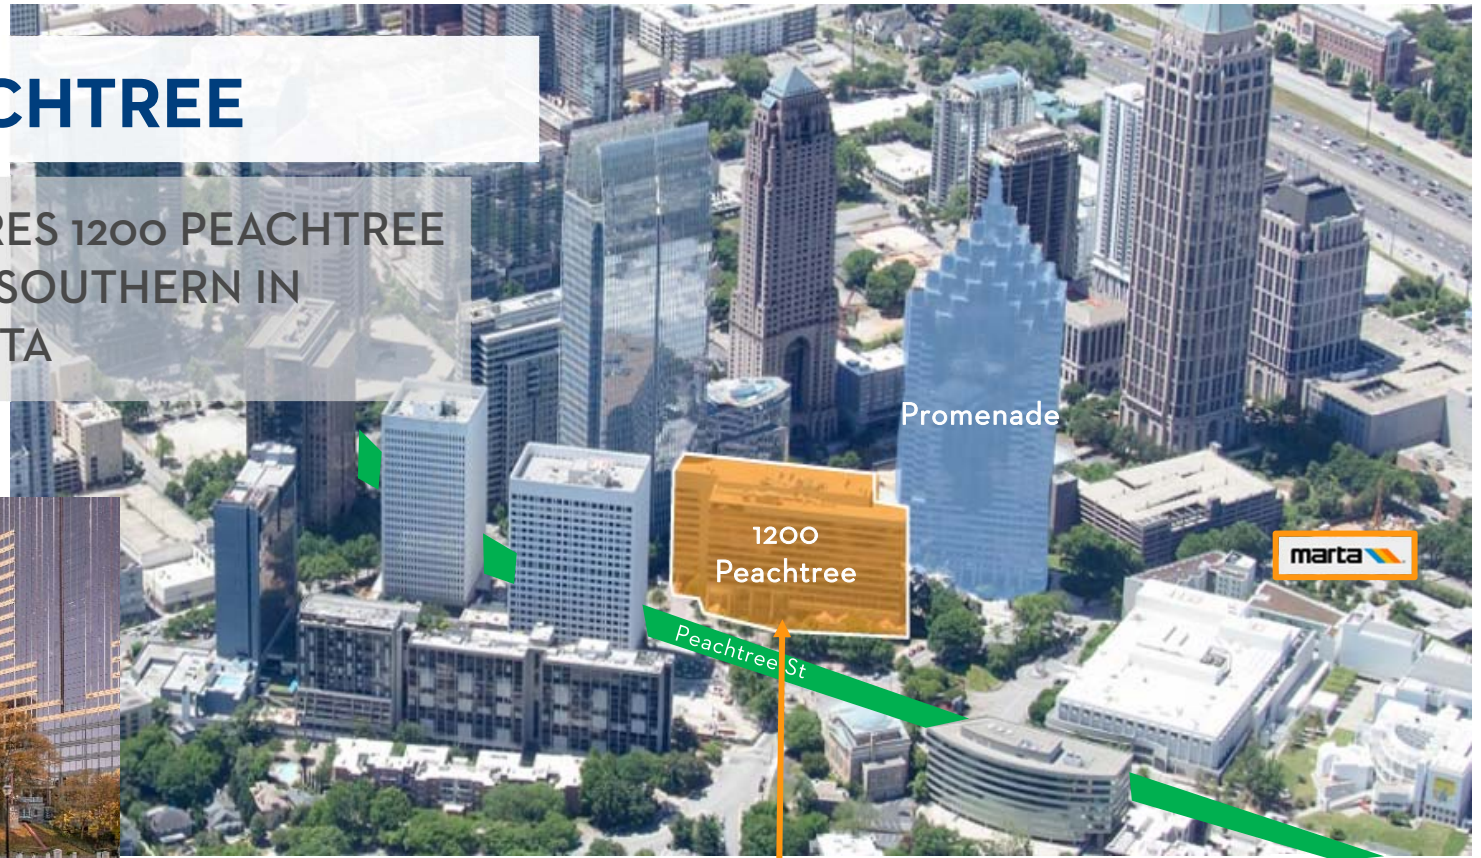 CHTREE
RES 1200 PEACHTREE
SOUTHERN IN
TA
Promenade
1200
Peachtree
marta
Peachtree St